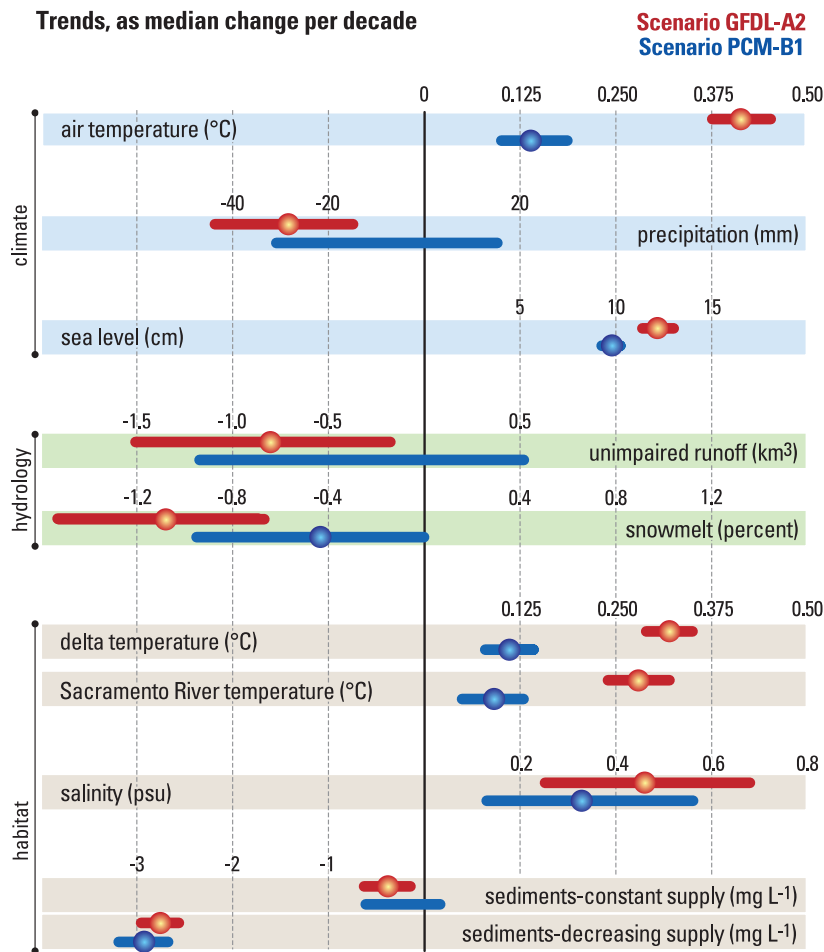 Trends, as median change per decade
Scenario GFDL-A2
Scenario PCM-B1
0 0.125 0.250 0.375 0.50
air temperature (°C)
-40 -20 20
precipitation (mm)
climate
5 10 15
sea level (cm)
-1.5 -1.0 -0.5 0.5
unimpaired runoff (km³)
hydrology
-1.2 -0.8 -0.4 0.4 0.8 1.2
snowmelt (percent)
0.125 0.250 0.375 0.50
delta temperature (°C)
Sacramento River temperature (°C)
0.2 0.4 0.6 0.8
salinity (psu)
habitat
-3 -2 -1
sediments-constant supply (mg L⁻¹)
sediments-decreasing supply (mg L⁻¹)